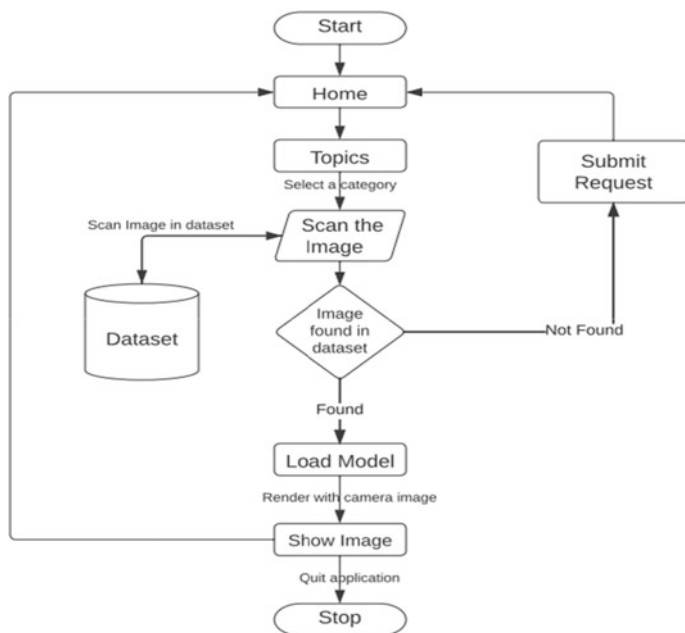 Start
Home
Topics
Submit
Request
Select a category
Scan the
Image
Scan Image in dataset
Image
found in
dataset
Dataset
Not Found
Found
Load Model
Render with camera image
Show Image
Quit application
Stop